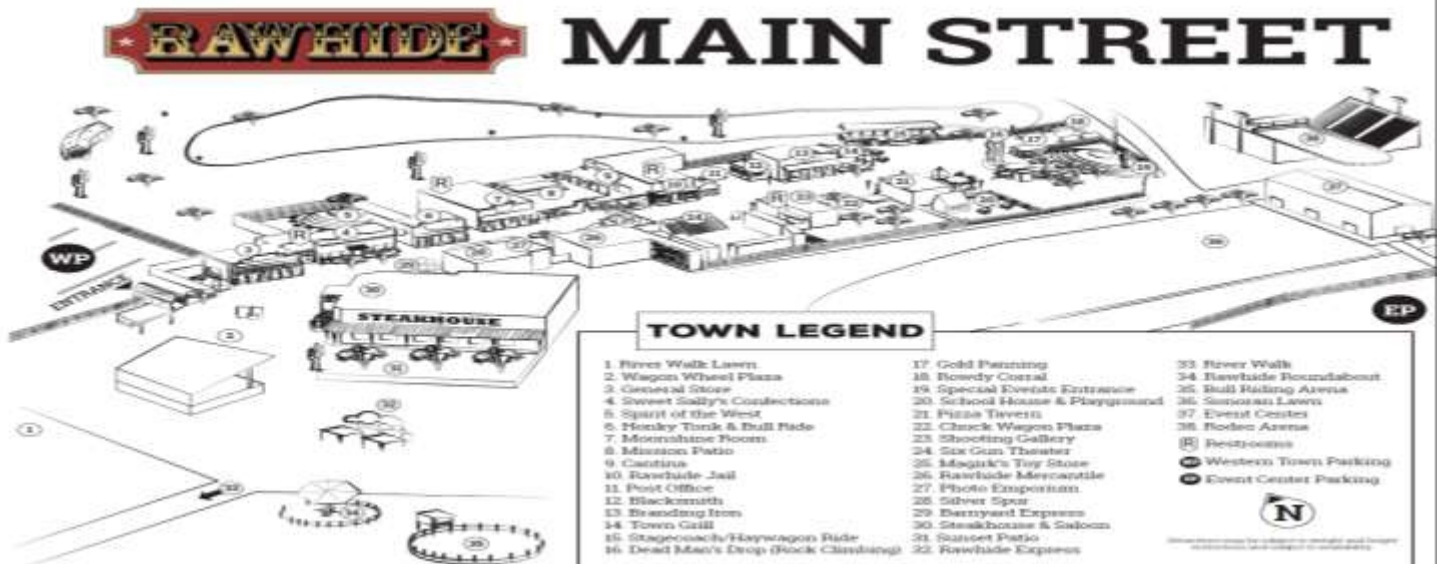 RAWHIDE MAIN STREET
WP
ENTRANCE
STEAKHOUSE
EP
TOWN LEGEND
1. River Walk Lawn
2. Wagon Wheel Plaza
3. General Store
4. Sweet Sally's Confections
5. Spirit of the West
6. Honky Tonk & Bull Ride
7. Moonshine Room
8. Mission Patio
9. Cantina
10. Rawhide Jail
11. Post Office
12. Blacksmith
13. Branding Iron
14. Town Grill
15. Stagecoach/Haywagon Ride
16. Dead Man's Drop (Rock Climbing)
17. Gold Panning
18. Rowdy Corral
19. Special Events Entrance
20. School House & Playground
21. Pizza Tavern
22. Chuck Wagon Plaza
23. Shooting Gallery
24. Six Gun Theater
25. Magirk's Toy Store
26. Rawhide Mercantile
27. Photo Emporium
28. Silver Spur
29. Barnyard Express
30. Steakhouse & Saloon
31. Sunset Patio
32. Rawhide Express
33. River Walk
34. Rawhide Roundabout
35. Bull Riding Arena
36. Sonoran Lawn
37. Event Center
38. Rodeo Arena
R Restrooms
WP Western Town Parking
EP Event Center Parking
N